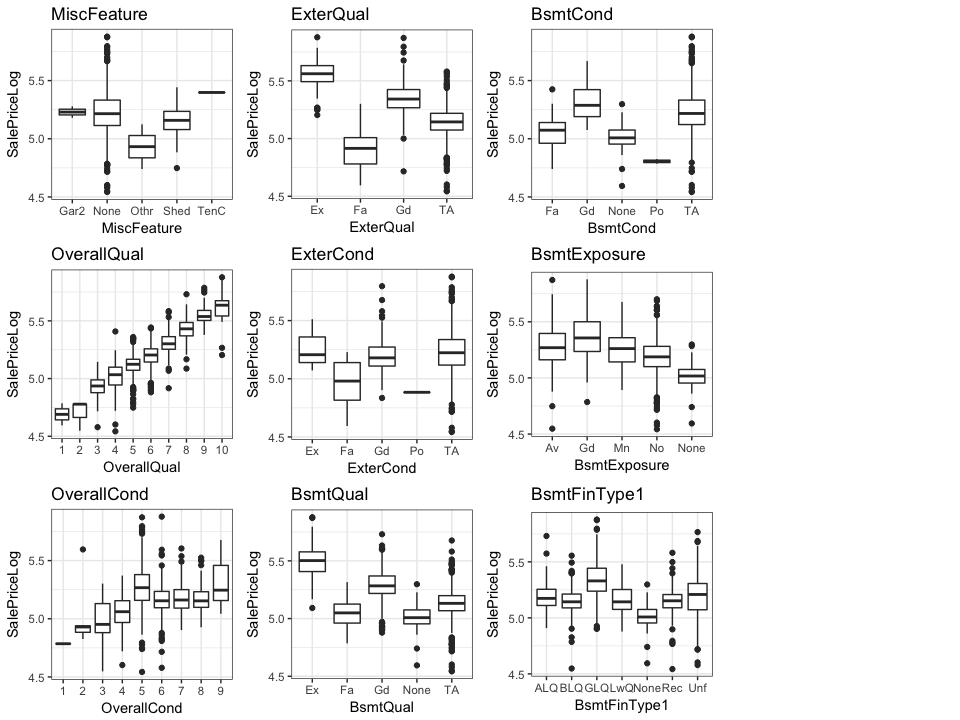 MiscFeature
SalePriceLog
5.5
5.0
4.5
Gar2 None Othr Shed TenC
MiscFeature
ExterQual
SalePriceLog
5.5
5.0
4.5
Ex Fa Gd TA
ExterQual
BsmtCond
SalePriceLog
5.5
5.0
4.5
Fa Gd None Po TA
BsmtCond
OverallQual
SalePriceLog
5.5
5.0
4.5
1 2 3 4 5 6 7 8 9 10
OverallQual
ExterCond
SalePriceLog
5.5
5.0
4.5
Ex Fa Gd Po TA
ExterCond
BsmtExposure
SalePriceLog
5.5
5.0
4.5
Av Gd Mn No None
BsmtExposure
OverallCond
SalePriceLog
5.5
5.0
4.5
1 2 3 4 5 6 7 8 9
OverallCond
BsmtQual
SalePriceLog
5.5
5.0
4.5
Ex Fa Gd None TA
BsmtQual
BsmtFinType1
SalePriceLog
5.5
5.0
4.5
ALQ BLQ GLQ LwQ None Rec Unf
BsmtFinType1